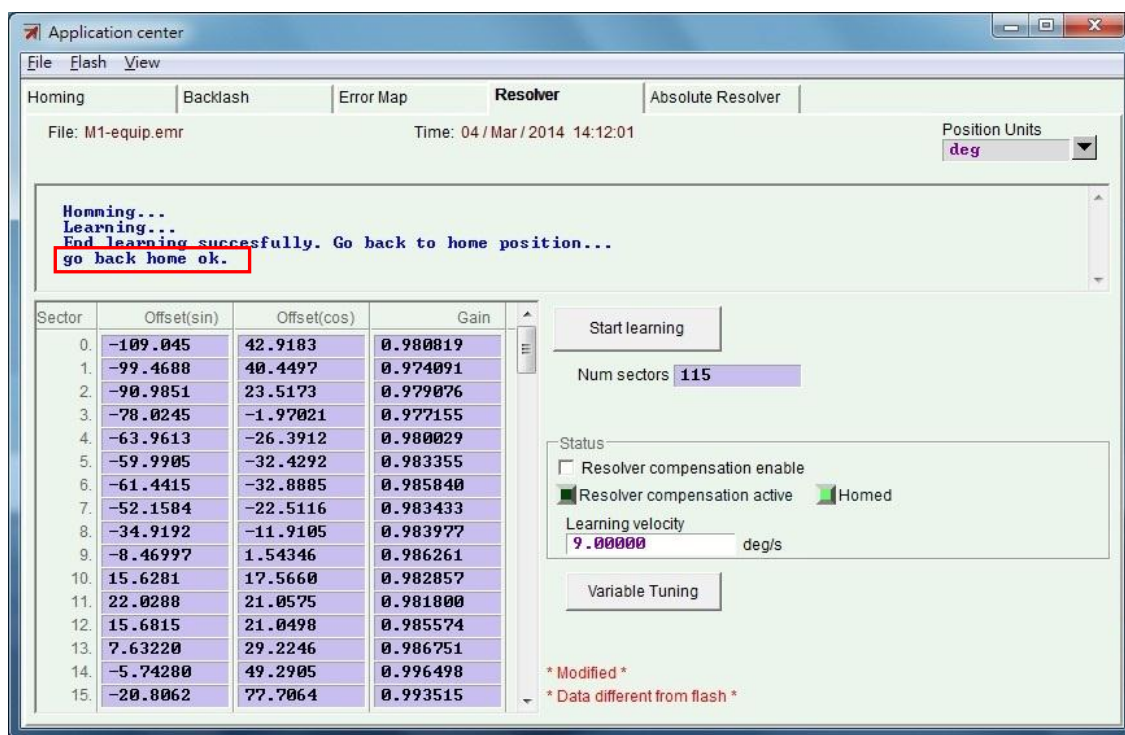 Application center
File Flash View
Homing Backlash Error Map Resolver Absolute Resolver
File: M1-equip.emr Time: 04 / Mar / 2014 14:12:01 Position Units
deg
Homming...
Learning...
End learning succesfully. Go back to home position...
go back home ok.
Sector Offset(sin) Offset(cos) Gain
0. -109.045 42.9183 0.980819
1. -99.4688 40.4497 0.974091
2. -90.9851 23.5173 0.979076
3. -78.0245 -1.97021 0.977155
4. -63.9613 -26.3912 0.980029
5. -59.9905 -32.4292 0.983355
6. -61.4415 -32.8885 0.985840
7. -52.1584 -22.5116 0.983433
8. -34.9192 -11.9105 0.983977
9. -8.46997 1.54346 0.986261
10. 15.6281 17.5660 0.982857
11. 22.0288 21.0575 0.981800
12. 15.6815 21.0498 0.985574
13. 7.63220 29.2246 0.986751
14. -5.74280 49.2905 0.996498
15. -20.8062 77.7064 0.993515
Start learning
Num sectors 115
Status
Resolver compensation enable
Resolver compensation active Homed
Learning velocity
9.00000 deg/s
Variable Tuning
* Modified *
* Data different from flash *